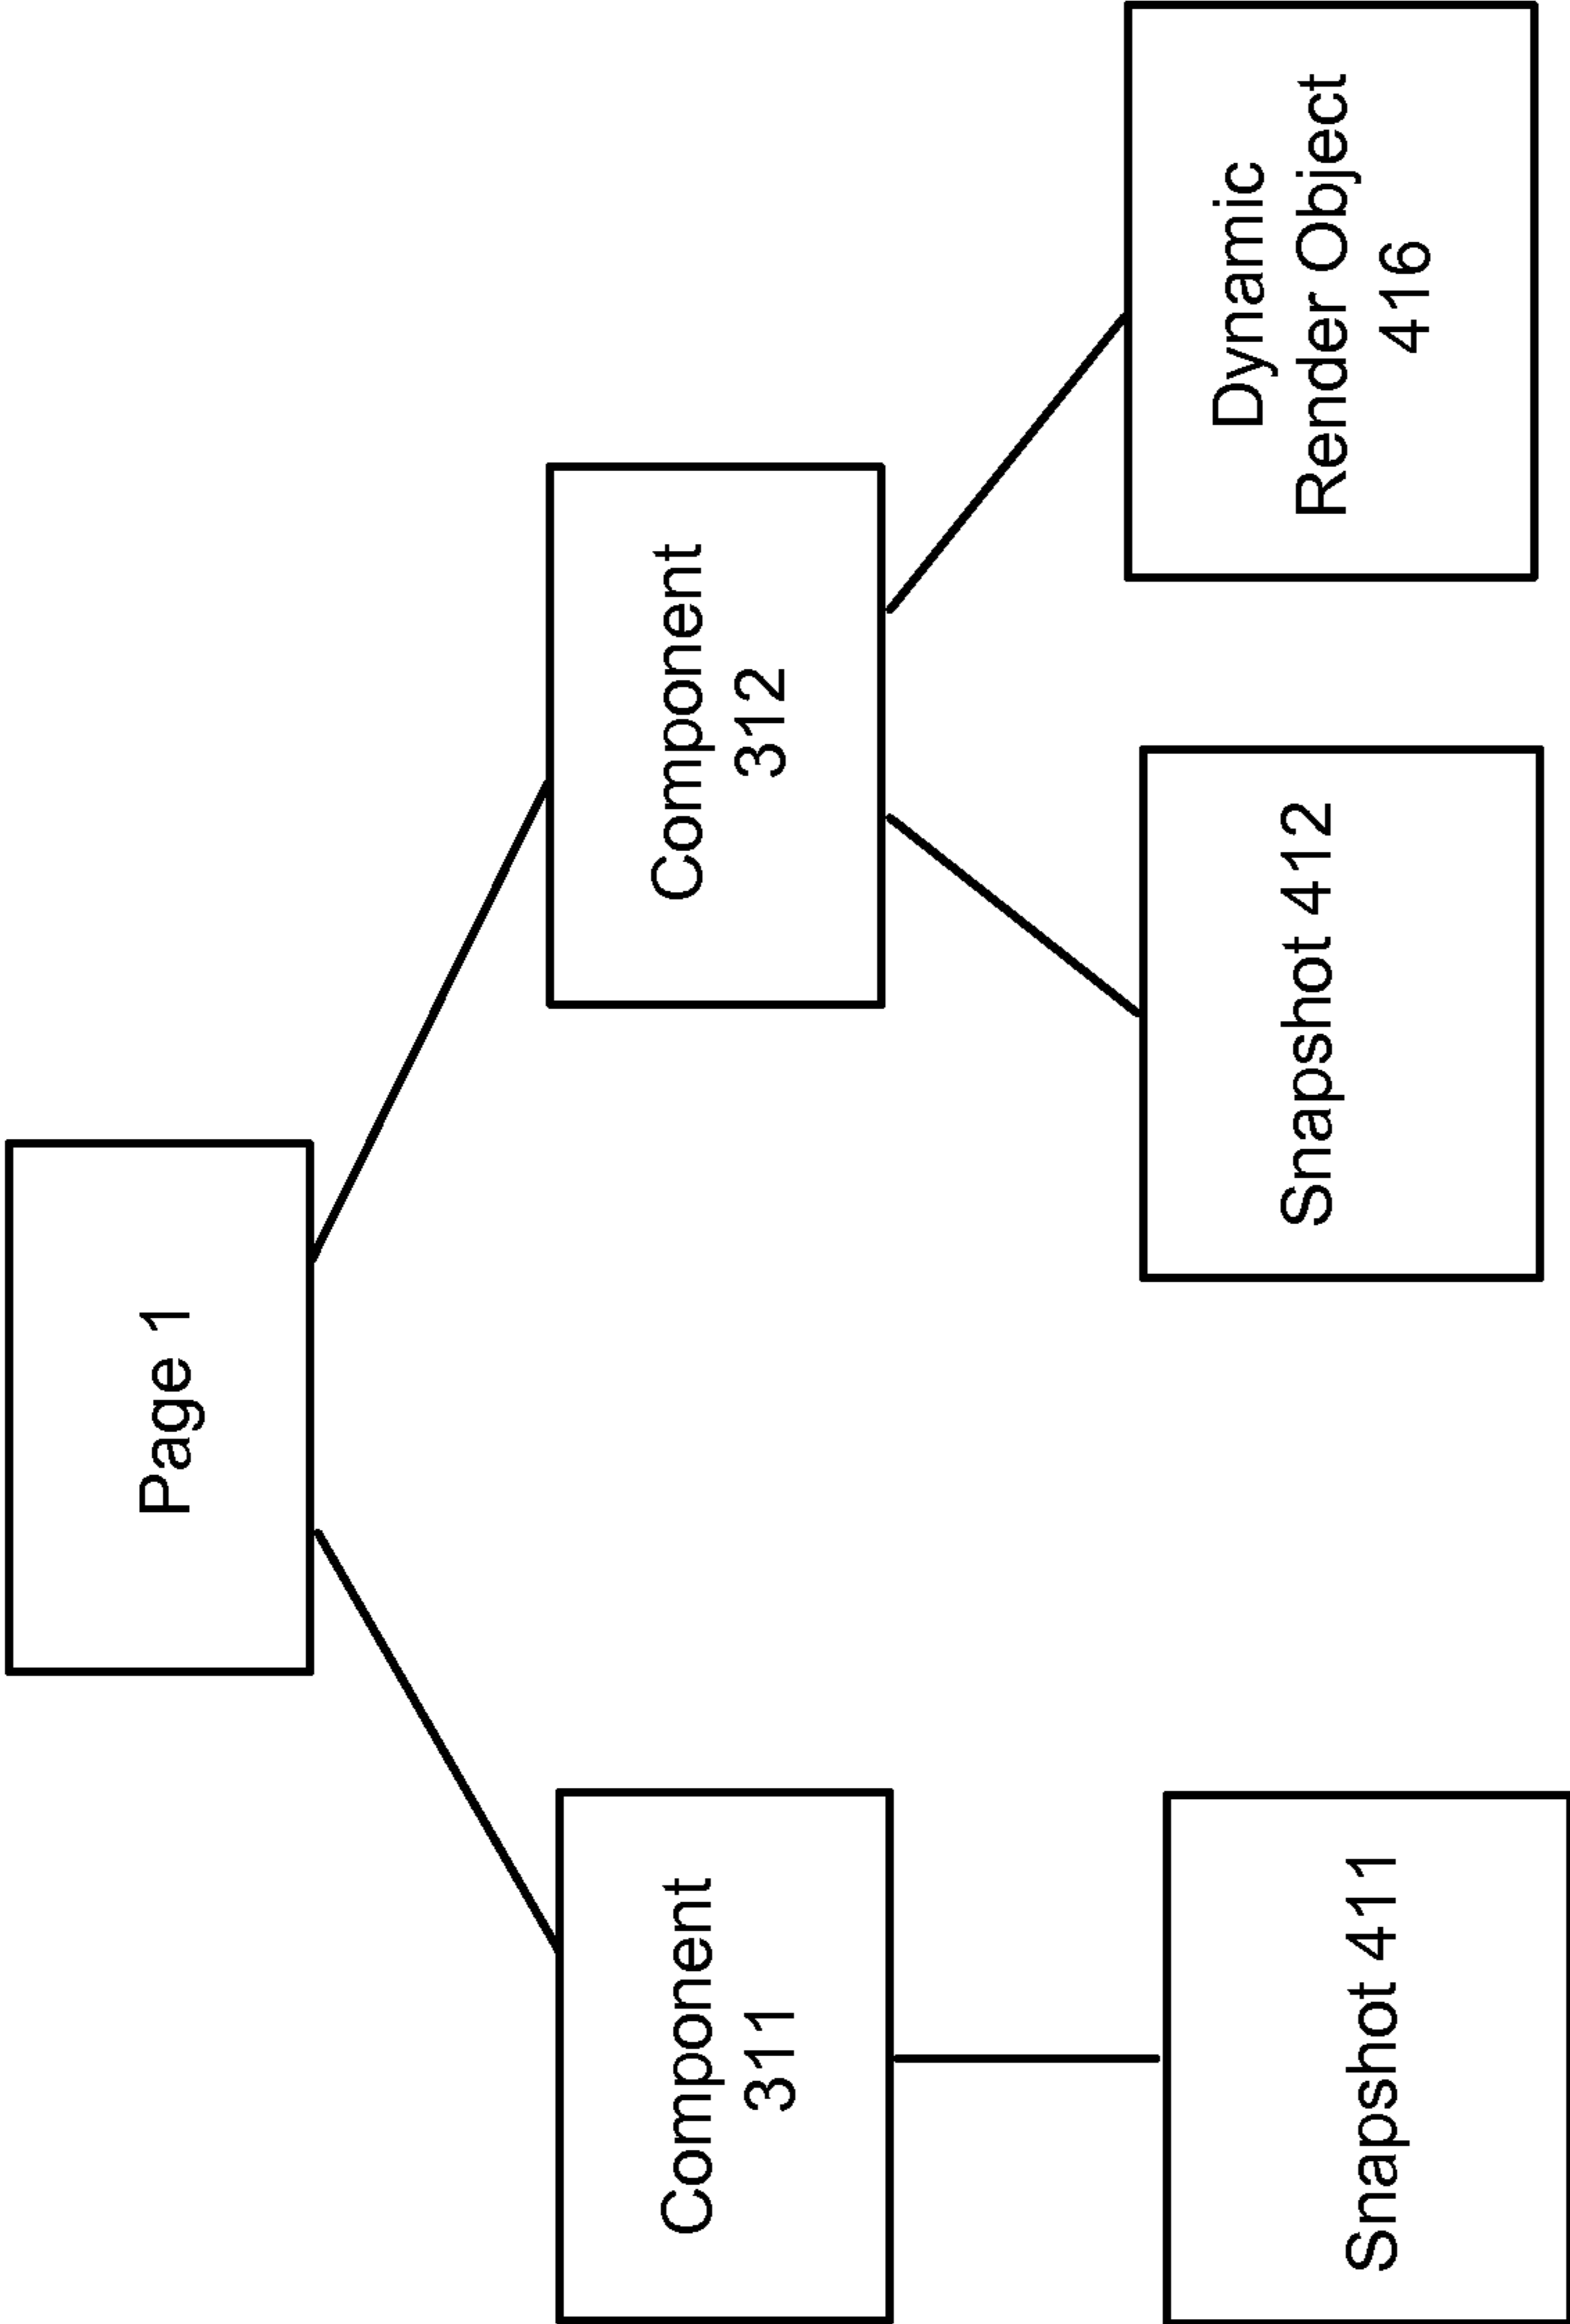 Page 1
Component
311
Component
312
Snapshot 411
Snapshot 412
Dynamic
Render Object
416